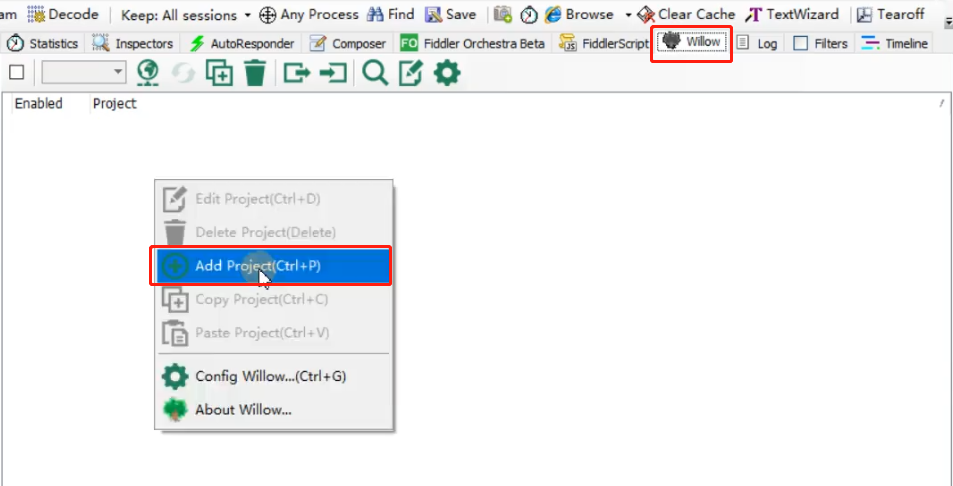 am Decode Keep: All sessions Any Process Find Save Browse Clear Cache TextWizard Tearoff
Statistics Inspectors AutoResponder Composer FO Fiddler Orchestra Beta FiddlerScript Willow Log Filters Timeline
Enabled Project
Edit Project(Ctrl+D)
Delete Project(Delete)
Add Project(Ctrl+P)
Copy Project(Ctrl+C)
Paste Project(Ctrl+V)
Config Willow...(Ctrl+G)
About Willow...